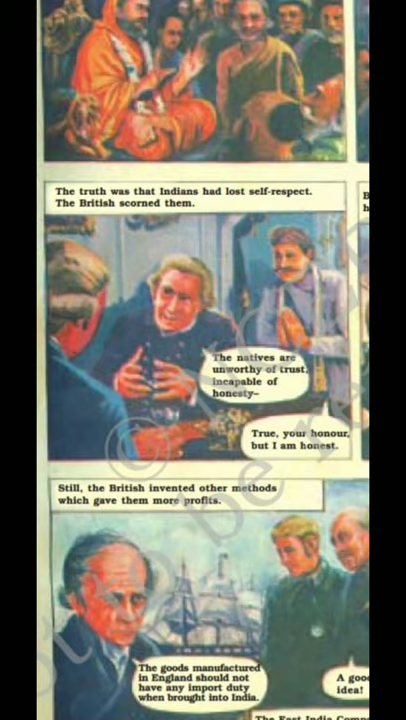 The truth was that Indians had lost self-respect.
The British scorned them.
B
h
The natives are
unworthy of trust,
incapable of
honesty–
True, your honour,
but I am honest.
Still, the British invented other methods
which gave them more profits.
The goods manufactured
in England should not
have any import duty
when brought into India.
A goo
idea!
The East India Comp
©